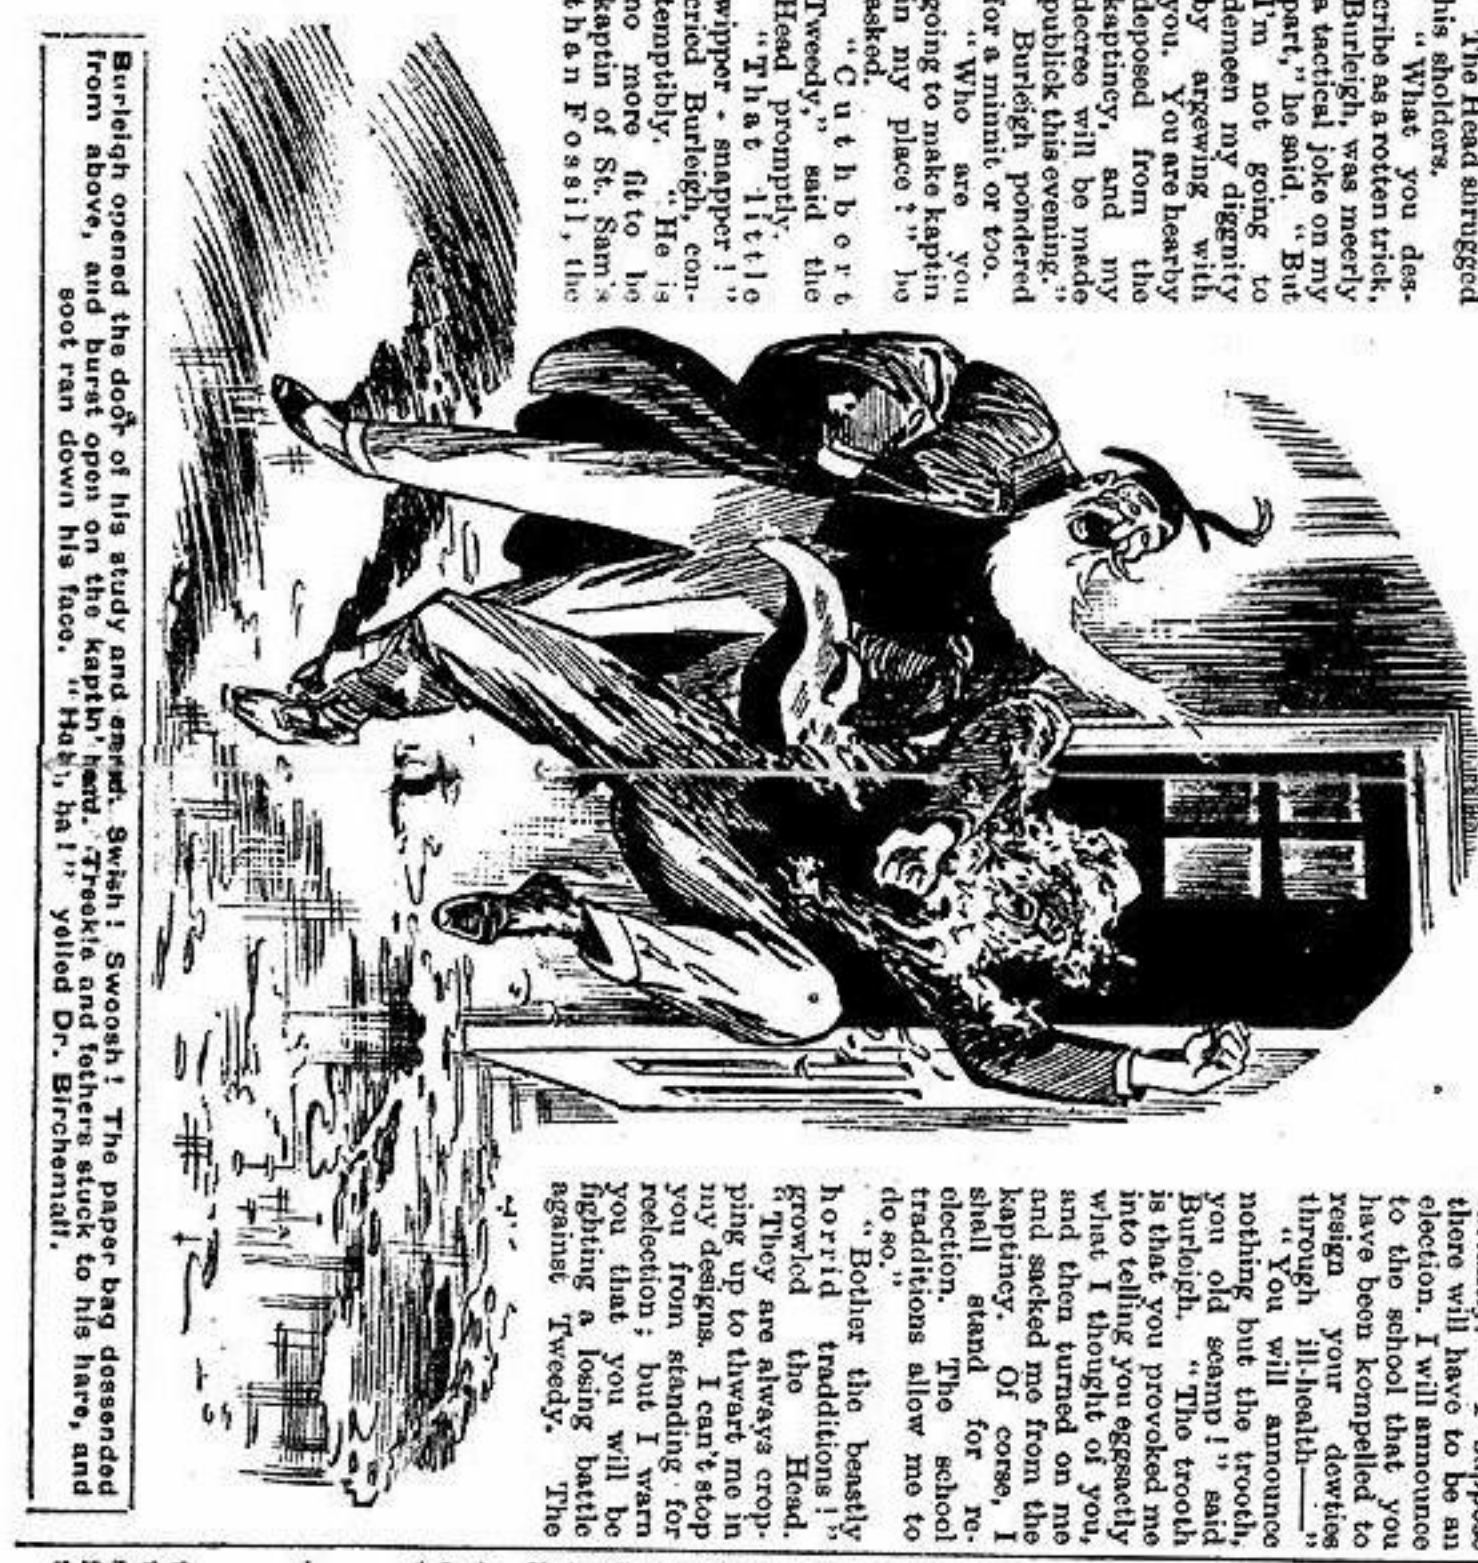 The Head shrugged
his sholders.
"What you des-
cribe as a rotten trick,
Burleigh, was meerly
a tactical joke on my
part," he said. "But
I'm not going to
demeen my diggnity
by argewing with
you. You are hearby
deposed from the
kaptincy, and my
decree will be made
publick this evening."
Burleigh pondered
for a minnit or too.
"Who are you
going to make kaptin
in my place?" he
asked.
"Cuthbert
Tweedy," said the
Head promptly.
"That little
wipper-snapper!"
cried Burleigh, con-
temptibly. "He is
no more fit to be
kaptin of St. Sam's
than Fossil, the
there will have to be an
election. I will announce
to the school that you
have been kompelled to
resign your dewties
through ill-health——"
"You will announce
nothing but the trooth,
you old scamp!" said
Burleigh. "The trooth
is that you provoked me
into telling you eggsactly
what I thought of you,
and then turned on me
and sacked me from the
kaptincy. Of corse, I
shall stand for re-
election. The school
tradditions allow me to
do so."
"Bother the beastly
horrid tradditions!"
growled the Head.
"They are always crop-
ping up to thwart me in
my designs. I can't stop
you from standing for
reelection; but I warn
you that you will be
fighting a losing battle
against Tweedy. The
Burleigh opened the door of his study and Swish! Swoosh! The paper bag dessended
from above, and burst open on the kaptin' Treekle and fethers stuck to his hare, and
soot ran down his face. "Ha, ha!" yelled Dr. Birchemall.